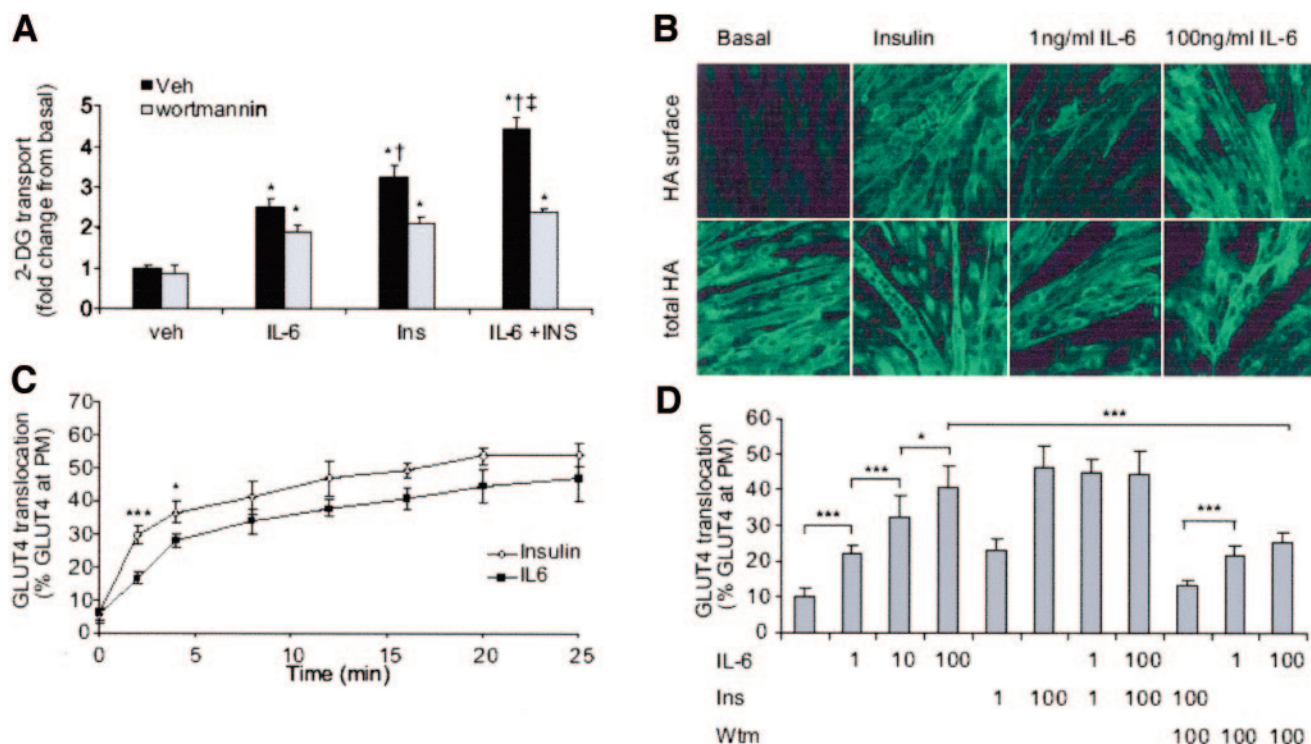 A
Veh
wortmannin
2-DG transport
(fold change from basal)
5
4
3
2
1
0
*
*
*†
*
*†‡
*
veh
IL-6
Ins
IL-6 +INS
B
Basal
Insulin
1ng/ml IL-6
100ng/ml IL-6
HA surface
total HA
C
GLUT4 translocation
(% GLUT4 at PM)
70
60
50
40
30
20
10
0
***
*
Insulin
IL6
0
5
10
15
20
25
Time (min)
D
GLUT4 translocation
(% GLUT4 at PM)
60
50
40
30
20
10
0
***
***
*
***
***
IL-6 1 10 100 1 100 1 100
Ins 1 100 1 100 100
Wtm 100 100 100